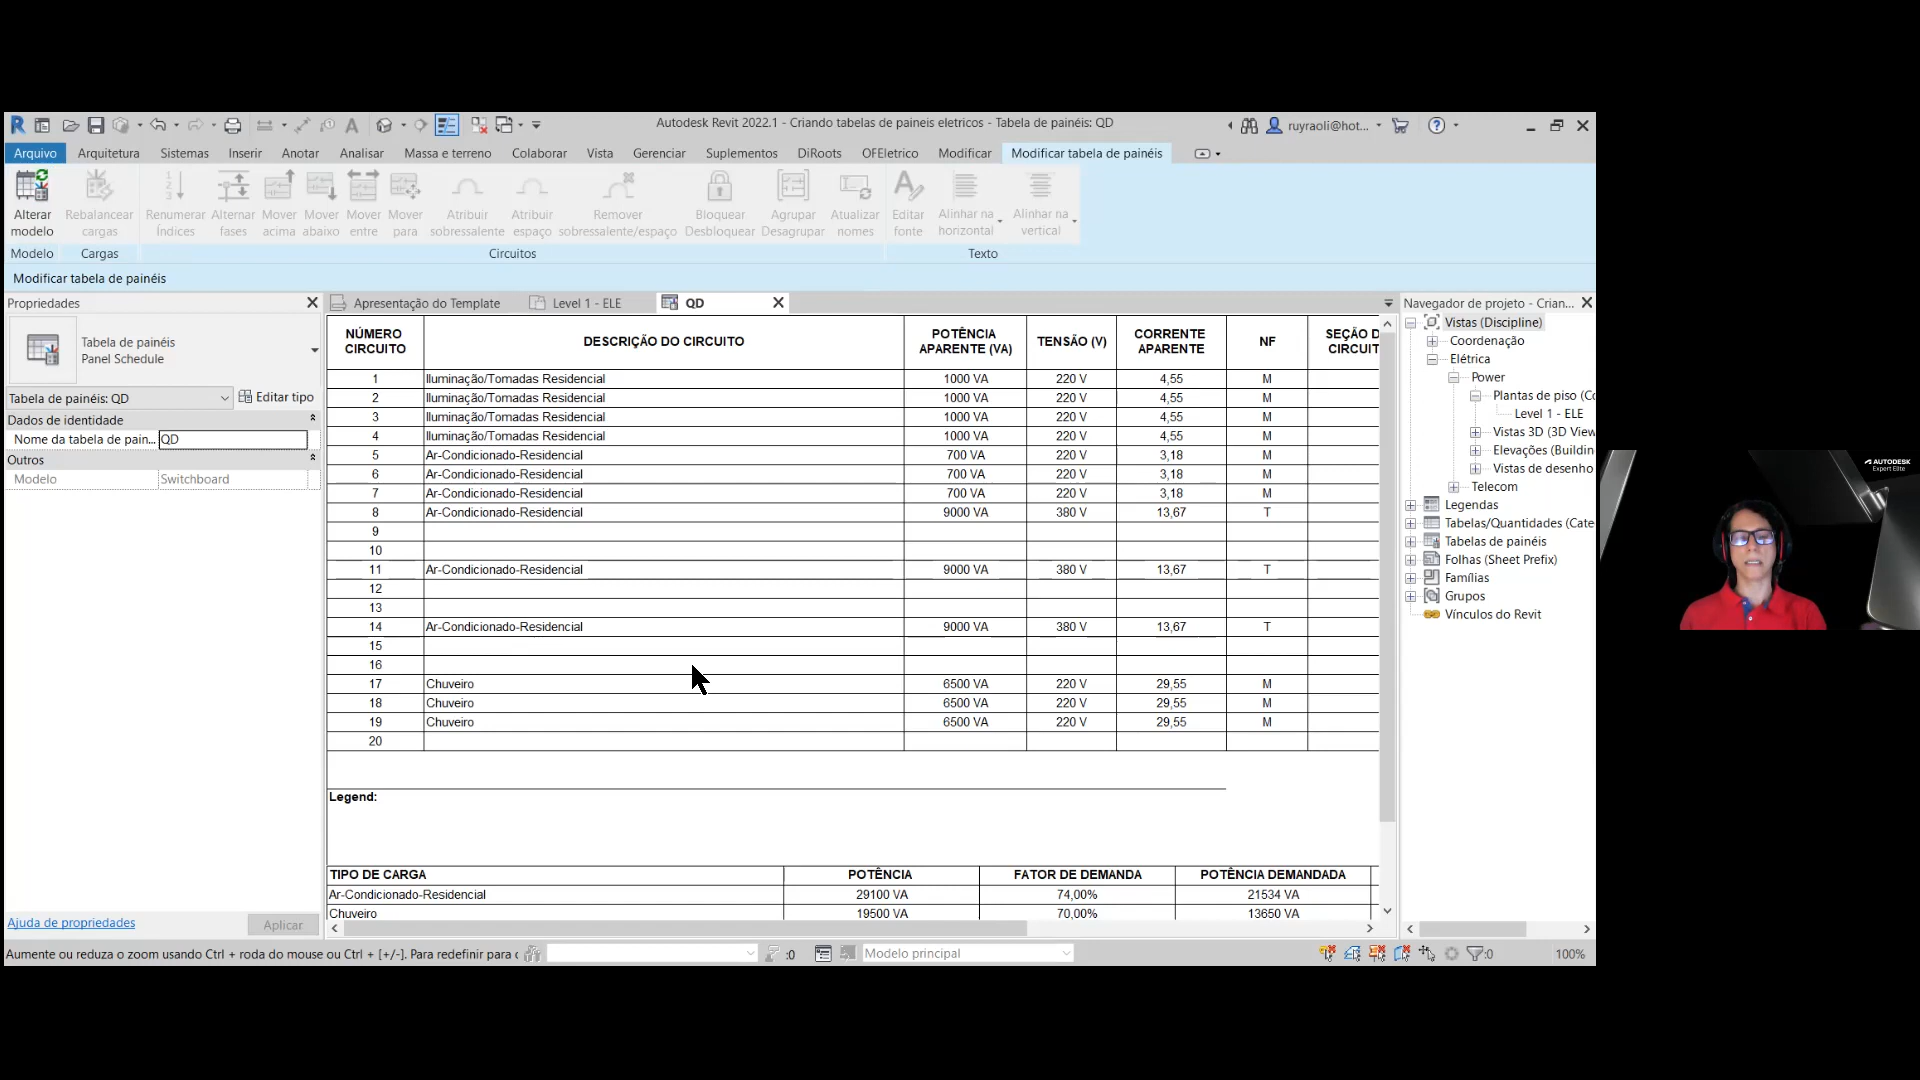 Autodesk Revit 2022.1 - Criando tabelas de paineis eletricos - Tabela de painéis: QD
ruyraoli@hot...
Arquivo Arquitetura Sistemas Inserir Anotar Analisar Massa e terreno Colaborar Vista Gerenciar Suplementos DiRoots OFEletrico Modificar Modificar tabela de painéis
Alterar modelo
Rebalancear cargas
Renumerar Índices
Alternar fases
Mover acima
Mover abaixo
Mover entre
Mover para
Atribuir sobressalente
Atribuir espaço
Remover sobressalente/espaço
Bloquear Desbloquear
Agrupar Desagrupar
Atualizar nomes
Editar fonte
Alinhar na horizontal
Alinhar na vertical
Modelo Cargas Circuitos Texto
Modificar tabela de painéis
Propriedades
Tabela de painéis
Panel Schedule
Tabela de painéis: QD Editar tipo
Dados de identidade
Nome da tabela de pain... QD
Outros
Modelo Switchboard
Ajuda de propriedades Aplicar
Apresentação do Template Level 1 - ELE QD
NÚMERO CIRCUITO DESCRIÇÃO DO CIRCUITO POTÊNCIA APARENTE (VA) TENSÃO (V) CORRENTE APARENTE NF SEÇÃO D CIRCUIT
1 Iluminação/Tomadas Residencial 1000 VA 220 V 4,55 M
2 Iluminação/Tomadas Residencial 1000 VA 220 V 4,55 M
3 Iluminação/Tomadas Residencial 1000 VA 220 V 4,55 M
4 Iluminação/Tomadas Residencial 1000 VA 220 V 4,55 M
5 Ar-Condicionado-Residencial 700 VA 220 V 3,18 M
6 Ar-Condicionado-Residencial 700 VA 220 V 3,18 M
7 Ar-Condicionado-Residencial 700 VA 220 V 3,18 M
8 Ar-Condicionado-Residencial 9000 VA 380 V 13,67 T
9
10
11 Ar-Condicionado-Residencial 9000 VA 380 V 13,67 T
12
13
14 Ar-Condicionado-Residencial 9000 VA 380 V 13,67 T
15
16
17 Chuveiro 6500 VA 220 V 29,55 M
18 Chuveiro 6500 VA 220 V 29,55 M
19 Chuveiro 6500 VA 220 V 29,55 M
20
Legend:
TIPO DE CARGA POTÊNCIA FATOR DE DEMANDA POTÊNCIA DEMANDADA
Ar-Condicionado-Residencial 29100 VA 74,00% 21534 VA
Chuveiro 19500 VA 70,00% 13650 VA
Navegador de projeto - Crian...
Vistas (Discipline)
Coordenação
Elétrica
Power
Plantas de piso (Co
Level 1 - ELE
Vistas 3D (3D View
Elevações (Buildin
Vistas de desenho
Telecom
Legendas
Tabelas/Quantidades (Cate
Tabelas de painéis
Folhas (Sheet Prefix)
Famílias
Grupos
Vínculos do Revit
Aumente ou reduza o zoom usando Ctrl + roda do mouse ou Ctrl + [+/-]. Para redefinir para c :0 Modelo principal :0 100%
AUTODESK
Expert Elite